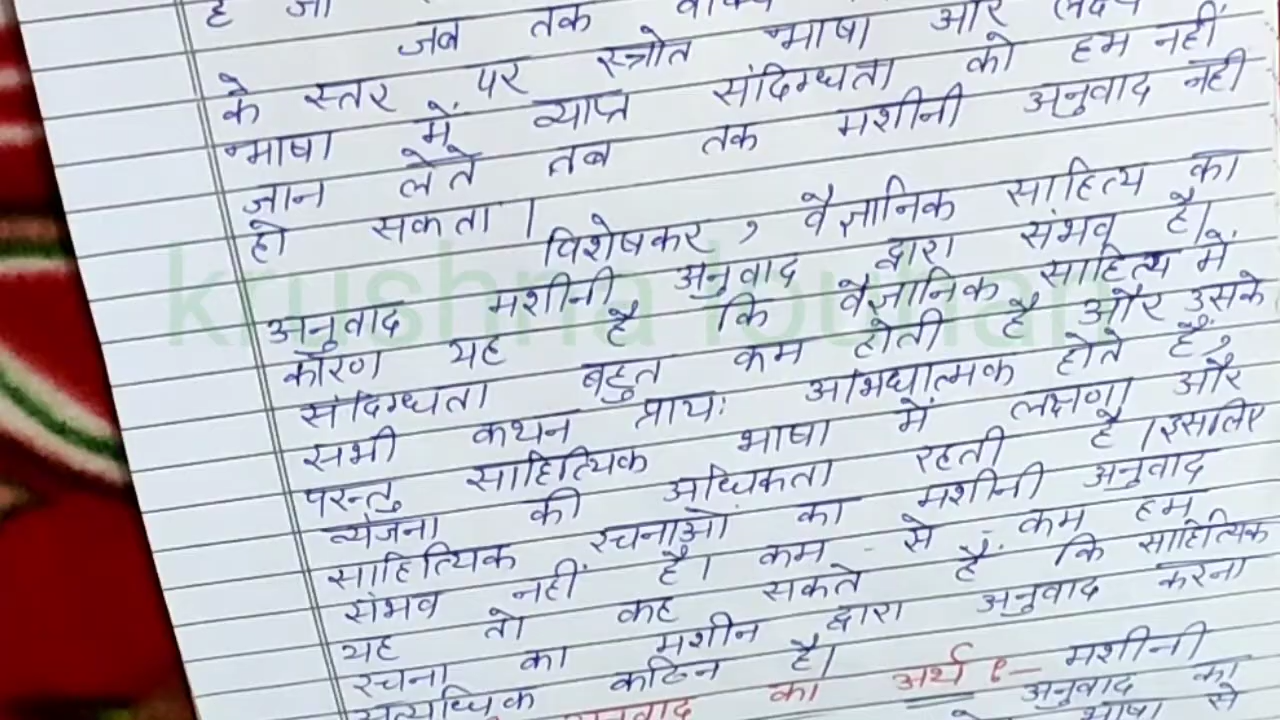 है जो
जब तक वाक्य
के स्तर पर स्त्रोत भाषा और लक्ष्य
भाषा में व्याप्त संदिग्धता को हम नहीं
जान लेते तब तक मशीनी अनुवाद नही
हो सकता।
विशेषकर, वैज्ञानिक साहित्य का
अनुवाद मशीनी अनुवाद द्वारा संभव है।
कारण यह है कि वैज्ञानिक साहित्य में
संदिग्धता बहुत कम होती है और उसके
सभी कथन प्रायः अभिधात्मक होते हैं,
परन्तु साहित्यिक भाषा में लक्षणा और
व्यंजना की अधिकता रहती है। इसलिए
साहित्यिक रचनाओं का मशीनी अनुवाद
संभव नहीं है। कम - से - कम हम
यह तो कह सकते हैं कि साहित्यिक
रचना का मशीन द्वारा अनुवाद करना
अत्यधिक कठिन है।
अनुवाद का अर्थ :- मशीनी
अनुवाद का
भाषा से
krushna louhan